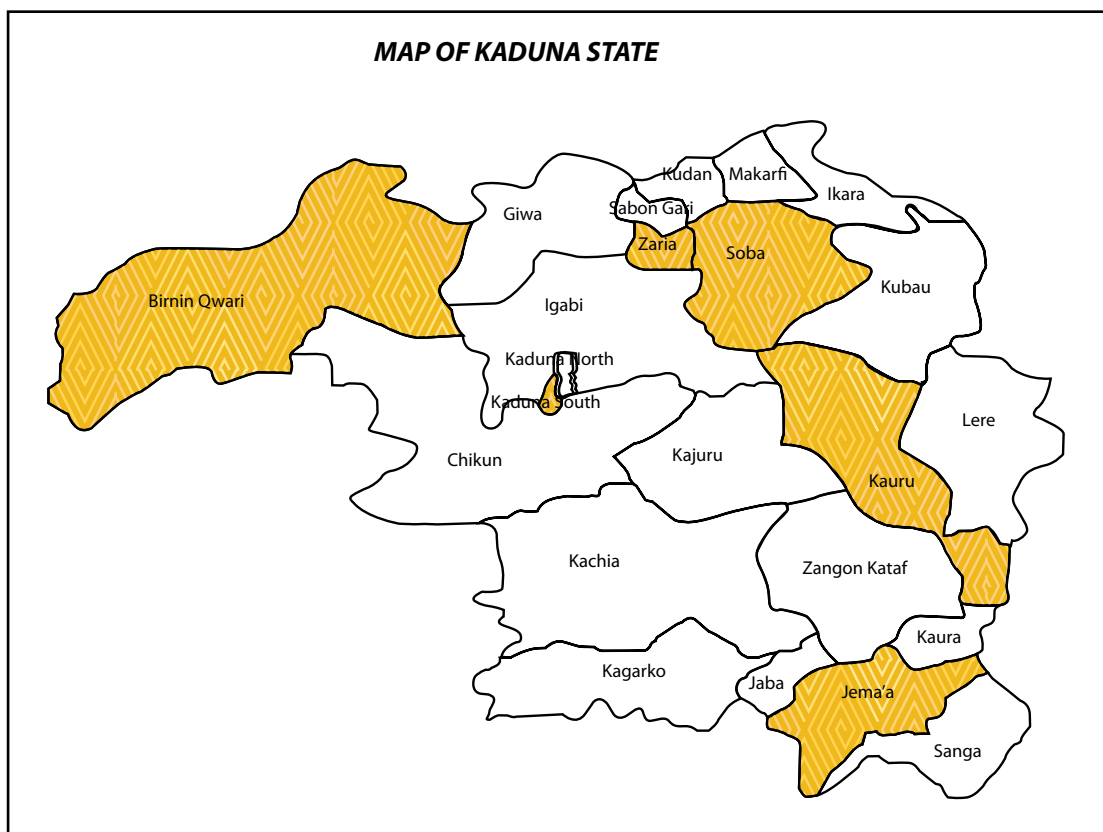 MAP OF KADUNA STATE
Kudan
Makarfi
Ikara
Giwa
Sabon Gari
Zaria
Soba
Kubau
Birnin Qwari
Igabi
Kaduna North
Kaduna South
Lere
Chikun
Kajuru
Kauru
Kachia
Zangon Kataf
Kaura
Kagarko
Jaba
Jema'a
Sanga